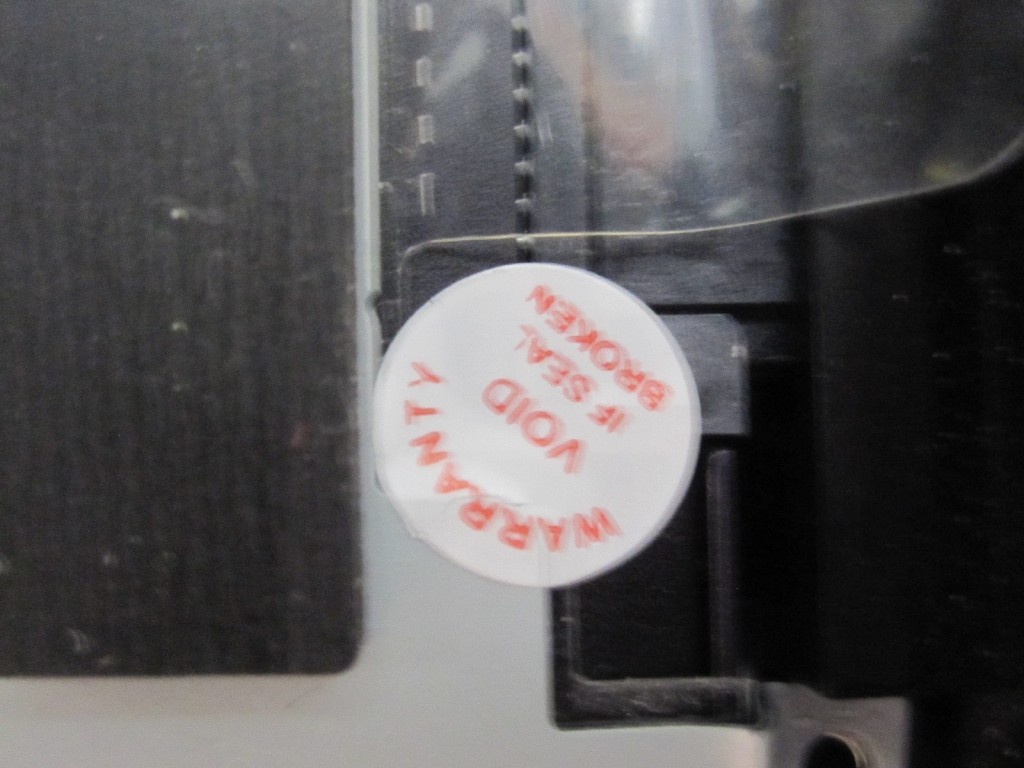 WARRANTY
VOID
IF SEAL
BROKEN